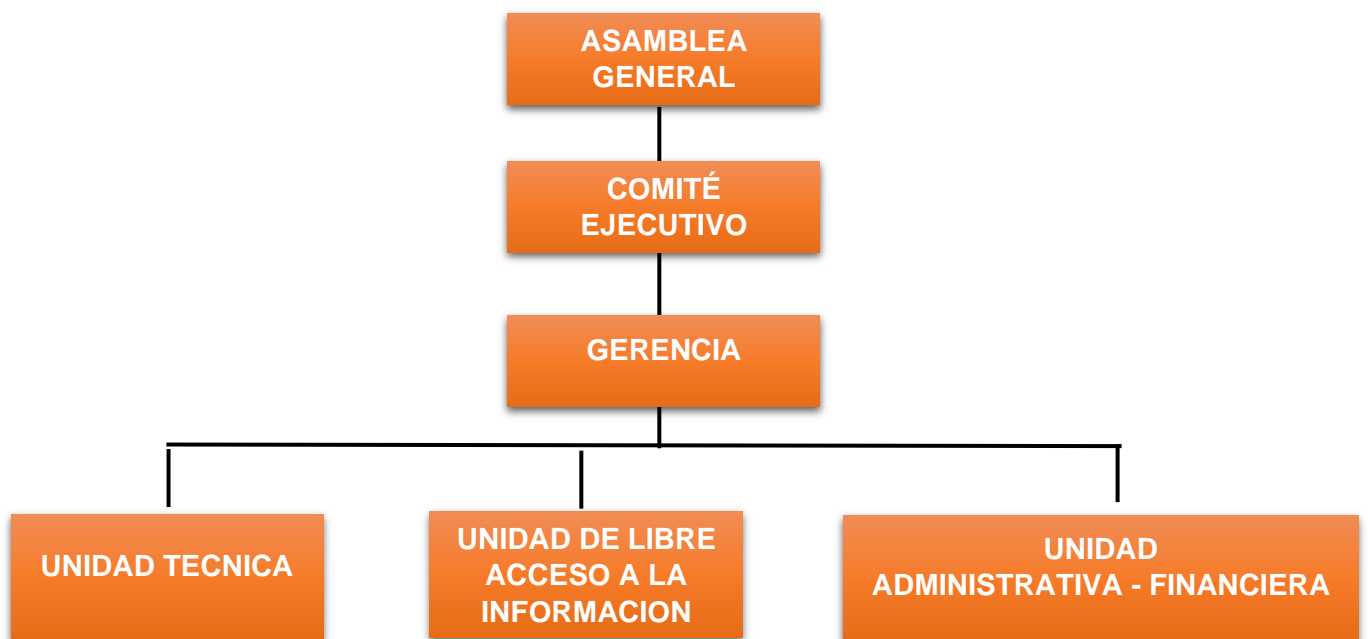 ASAMBLEA
GENERAL
COMITÉ
EJECUTIVO
GERENCIA
UNIDAD TECNICA
UNIDAD DE LIBRE
ACCESO A LA
INFORMACION
UNIDAD
ADMINISTRATIVA - FINANCIERA